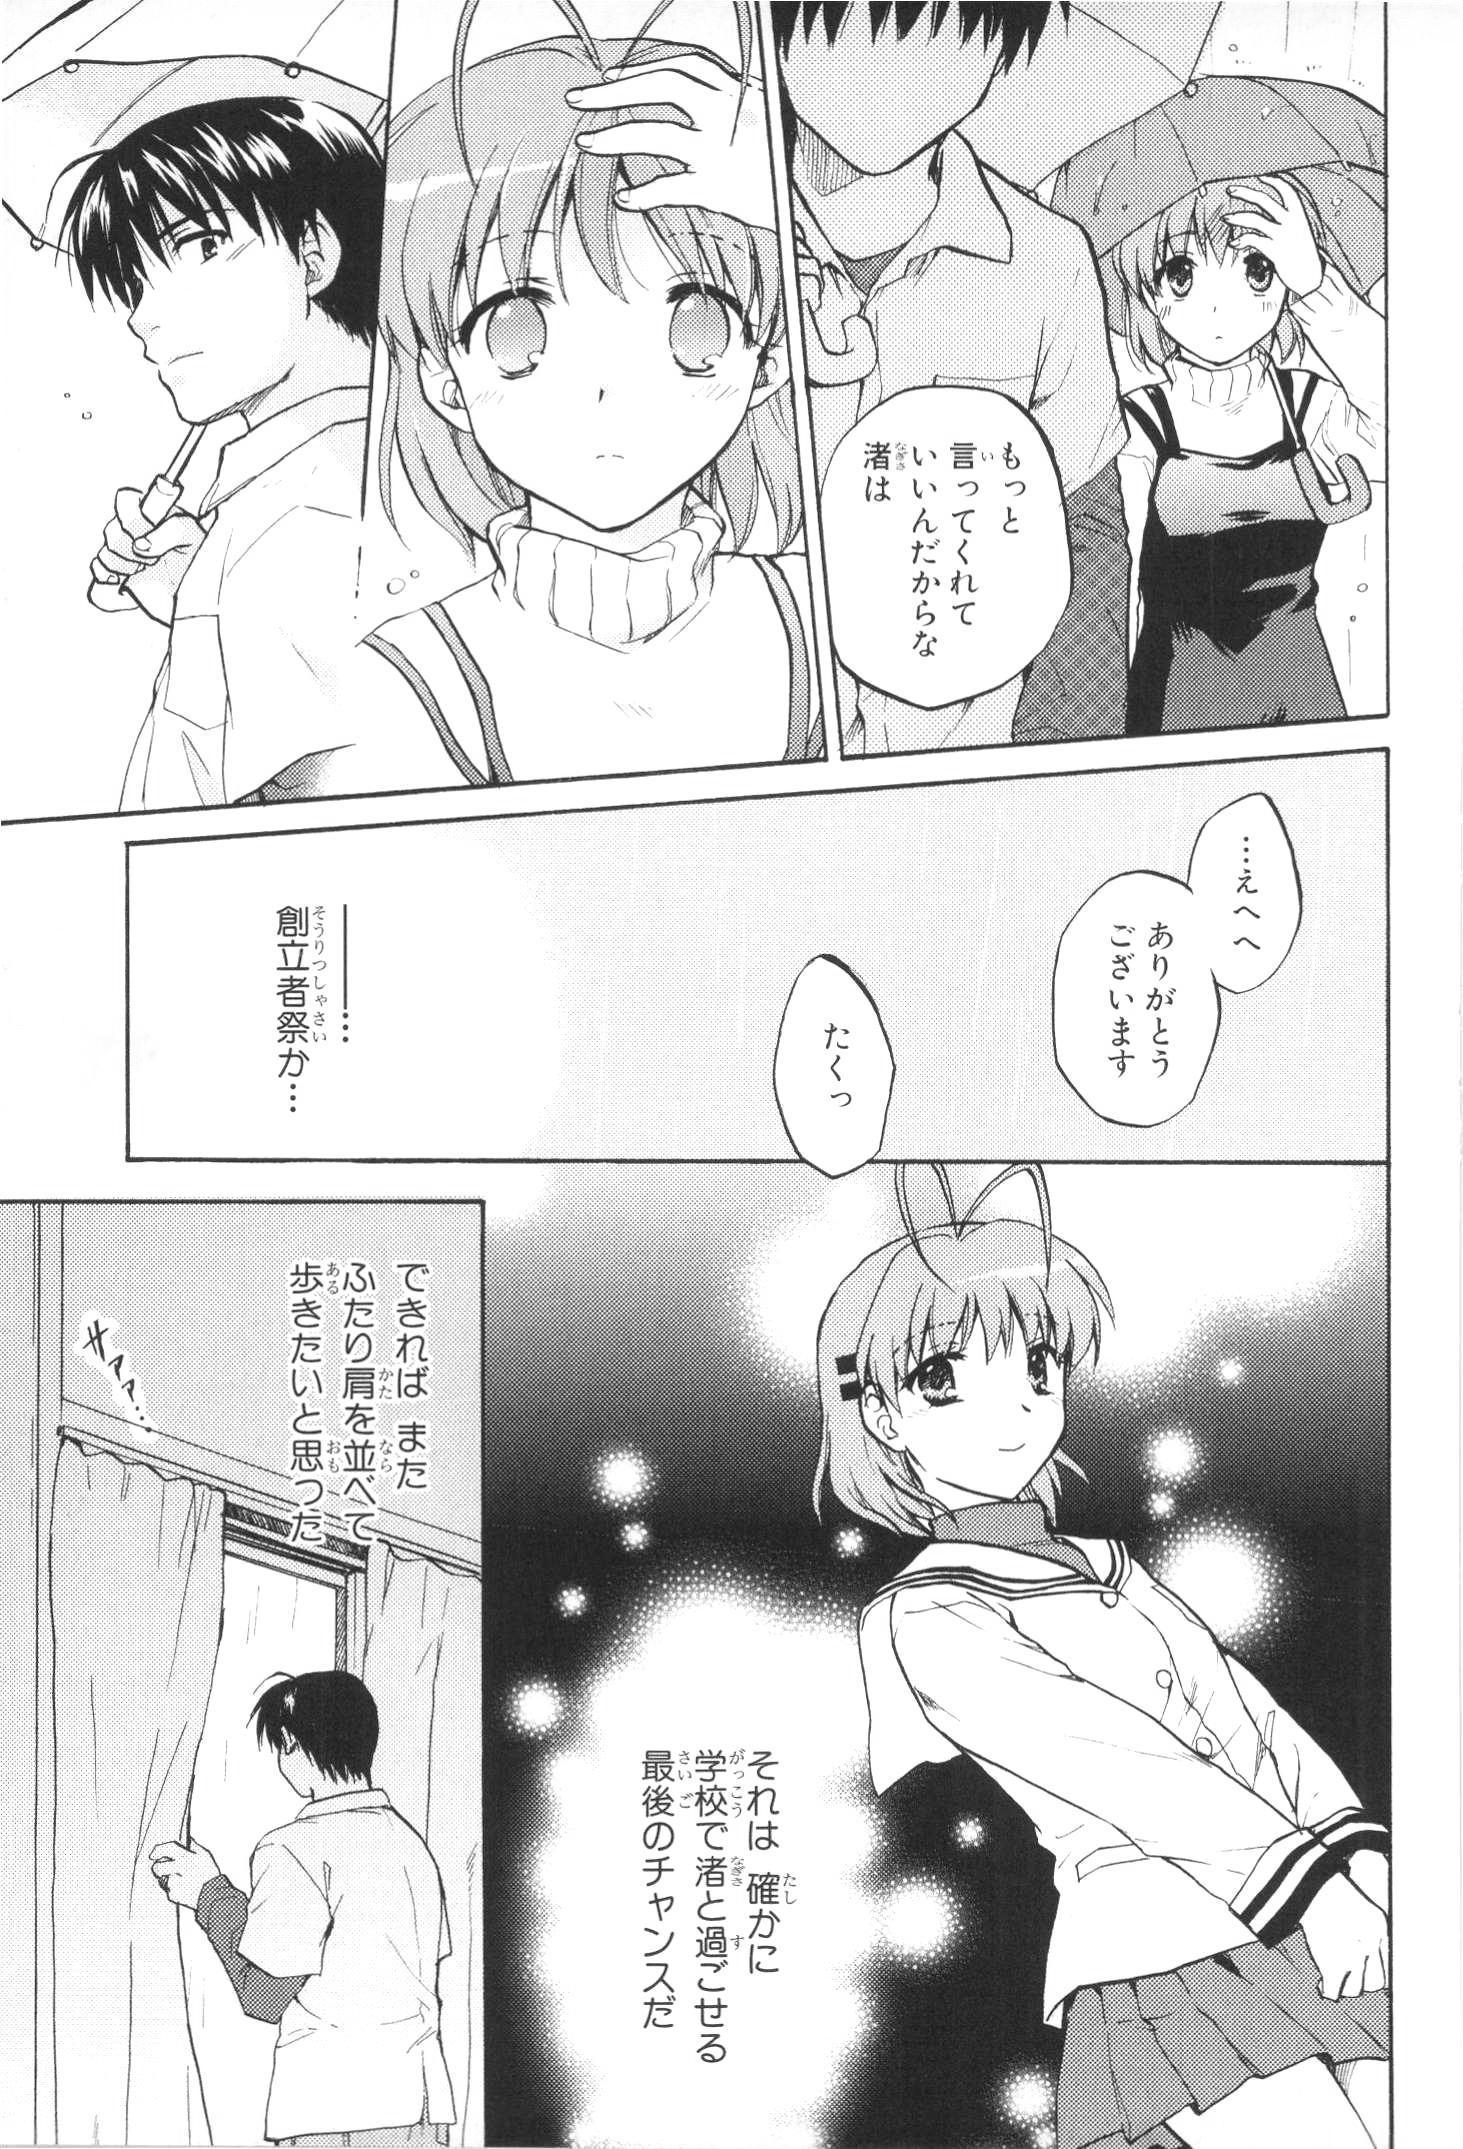 もっと
言ってくれて
いいんだからな
渚は
…えへへ
ありがとう
ございます
たくっ
――…
創立者祭か…
それは 確かに
学校で渚と過ごせる
最後のチャンスだ
できれば また
ふたり肩を並べて
歩きたいと思った
ザァァ…